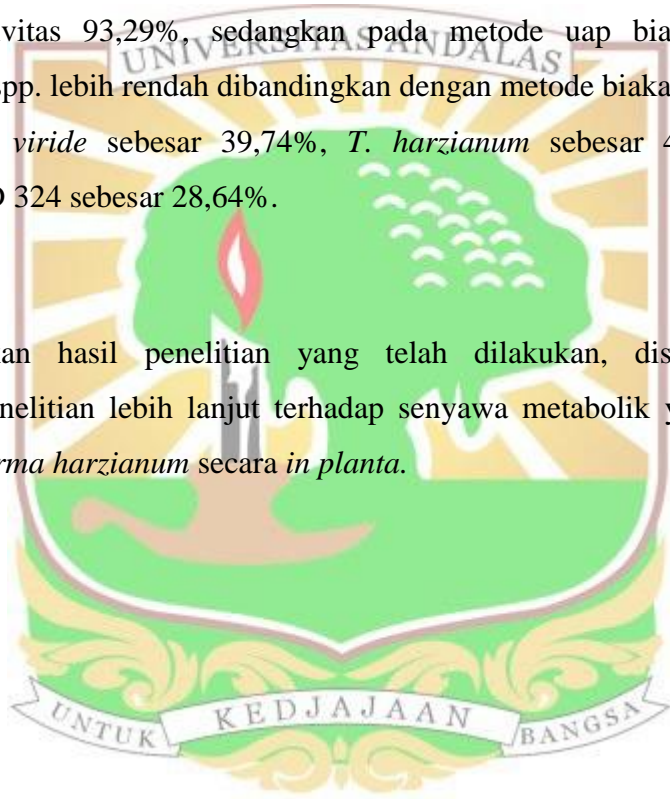 vitas 93,29%, sedangkan pada metode uap bia
UNIVERSITAS ANDALAS
spp. lebih rendah dibandingkan dengan metode biaka
viride sebesar 39,74%, T. harzianum sebesar 4
324 sebesar 28,64%.
an hasil penelitian yang telah dilakukan, dis
nelitian lebih lanjut terhadap senyawa metabolik y
rma harzianum secara in planta.
UNTUK KEDJAJAAN BANGSA